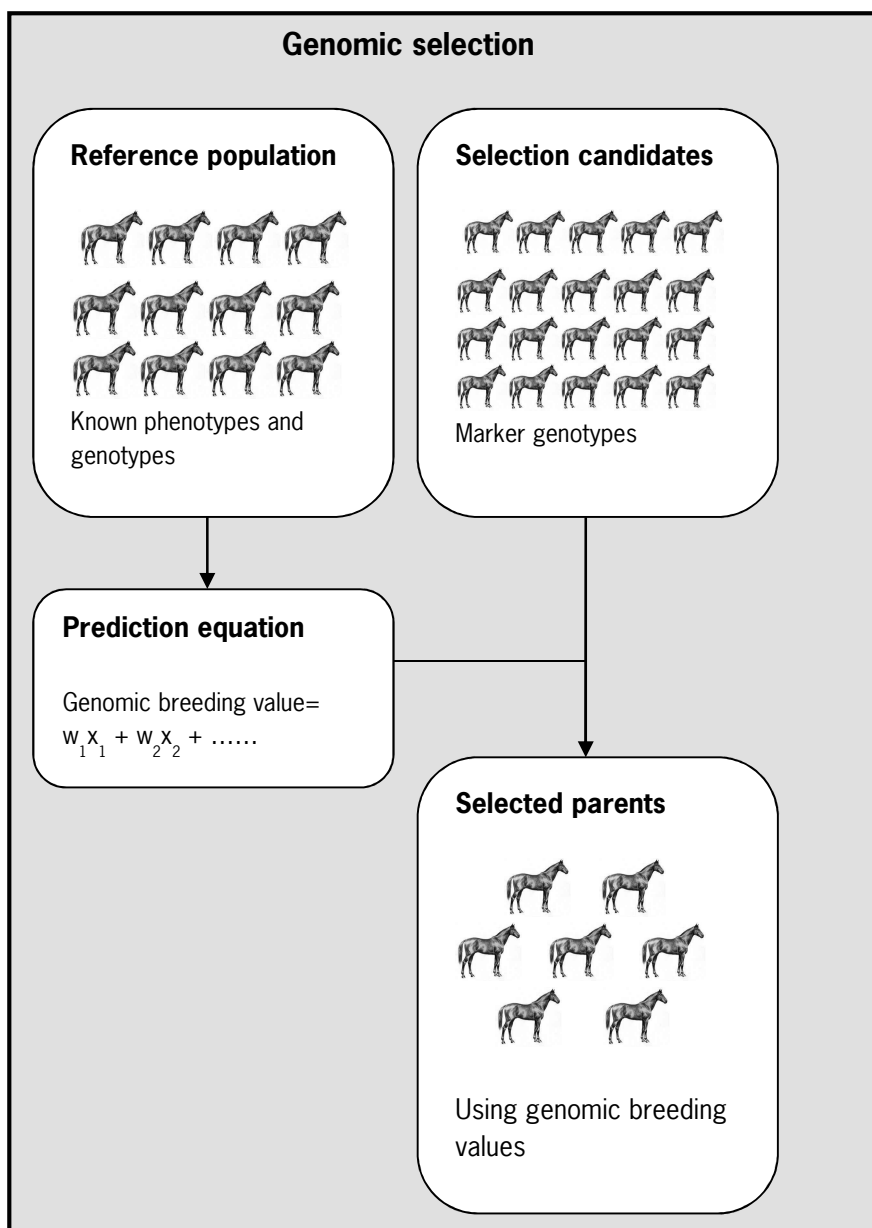 Genomic selection
Reference population
Known phenotypes and
genotypes
Selection candidates
Marker genotypes
Prediction equation
Genomic breeding value=
w₁x₁ + w₂x₂ + ......
Selected parents
Using genomic breeding
values